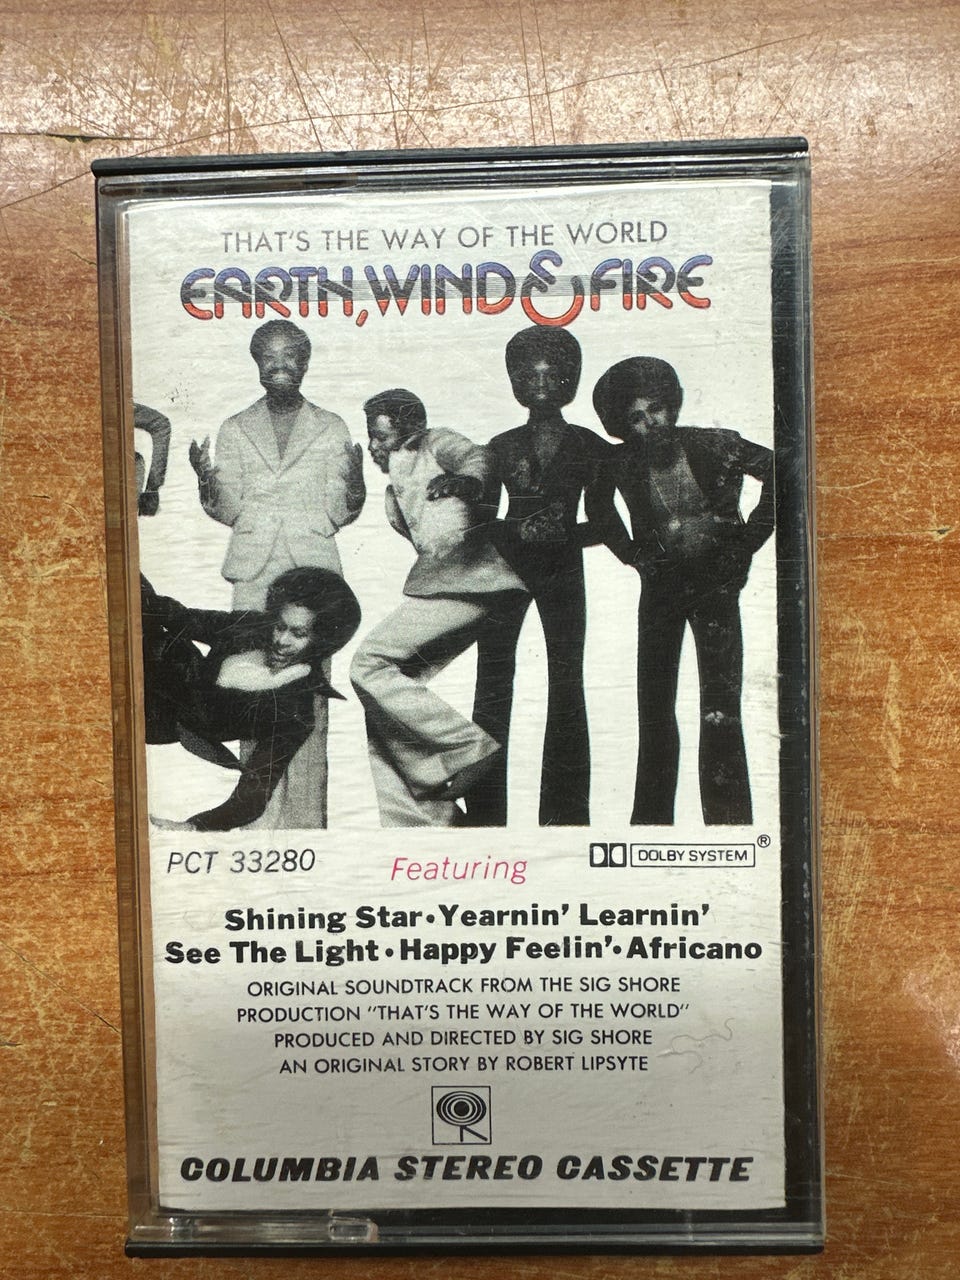 THAT'S THE WAY OF THE WORLD
EARTH, WIND & FIRE
PCT 33280
Featuring
DOLBY SYSTEM®
Shining Star • Yearnin' Learnin'
See The Light • Happy Feelin' • Africano
ORIGINAL SOUNDTRACK FROM THE SIG SHORE
PRODUCTION "THAT'S THE WAY OF THE WORLD"
PRODUCED AND DIRECTED BY SIG SHORE
AN ORIGINAL STORY BY ROBERT LIPSYTE
COLUMBIA STEREO CASSETTE